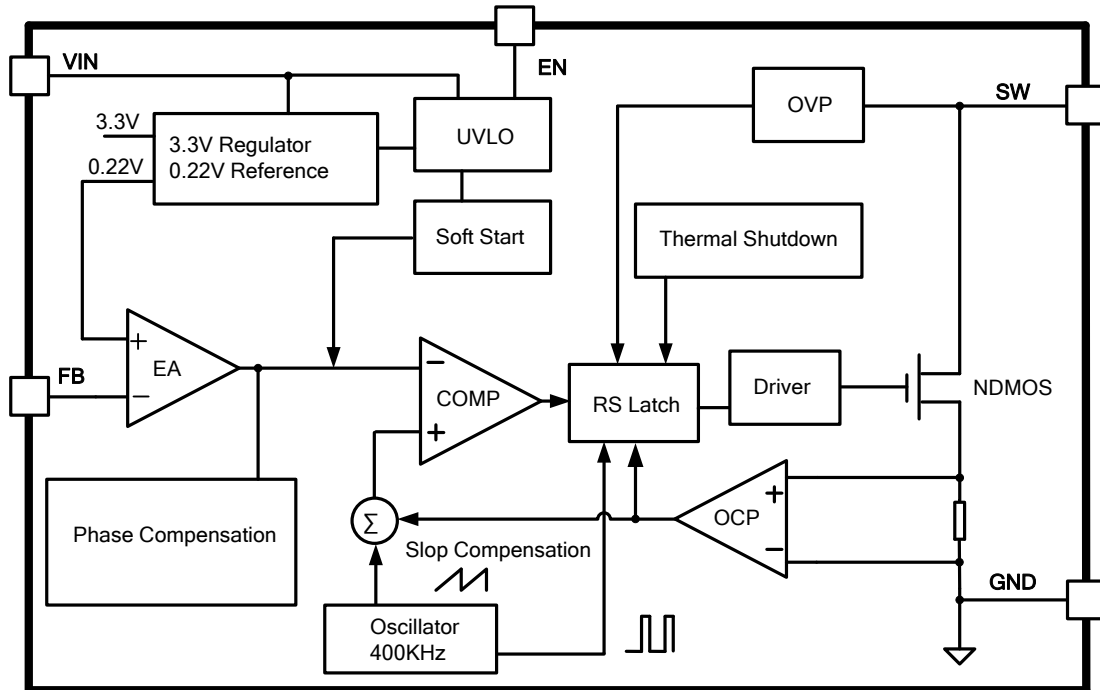 VIN
EN
SW
OVP
3.3V
3.3V Regulator
0.22V Reference
UVLO
0.22V
Soft Start
Thermal Shutdown
+
EA
−
FB
−
COMP
+
RS Latch
Driver
NDMOS
Phase Compensation
Σ
+
OCP
−
Slop Compensation
GND
Oscillator
400KHz